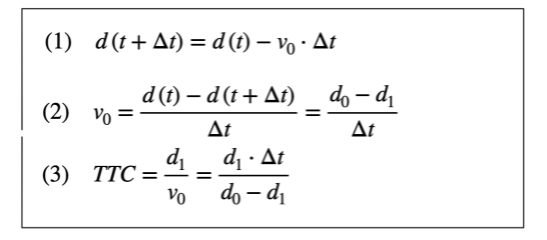 (1) d(t + Δt) = d(t) − v₀ · Δt
(2) v₀ = (d(t) − d(t + Δt)) / Δt = (d₀ − d₁) / Δt
(3) TTC = d₁ / v₀ = (d₁ · Δt) / (d₀ − d₁)